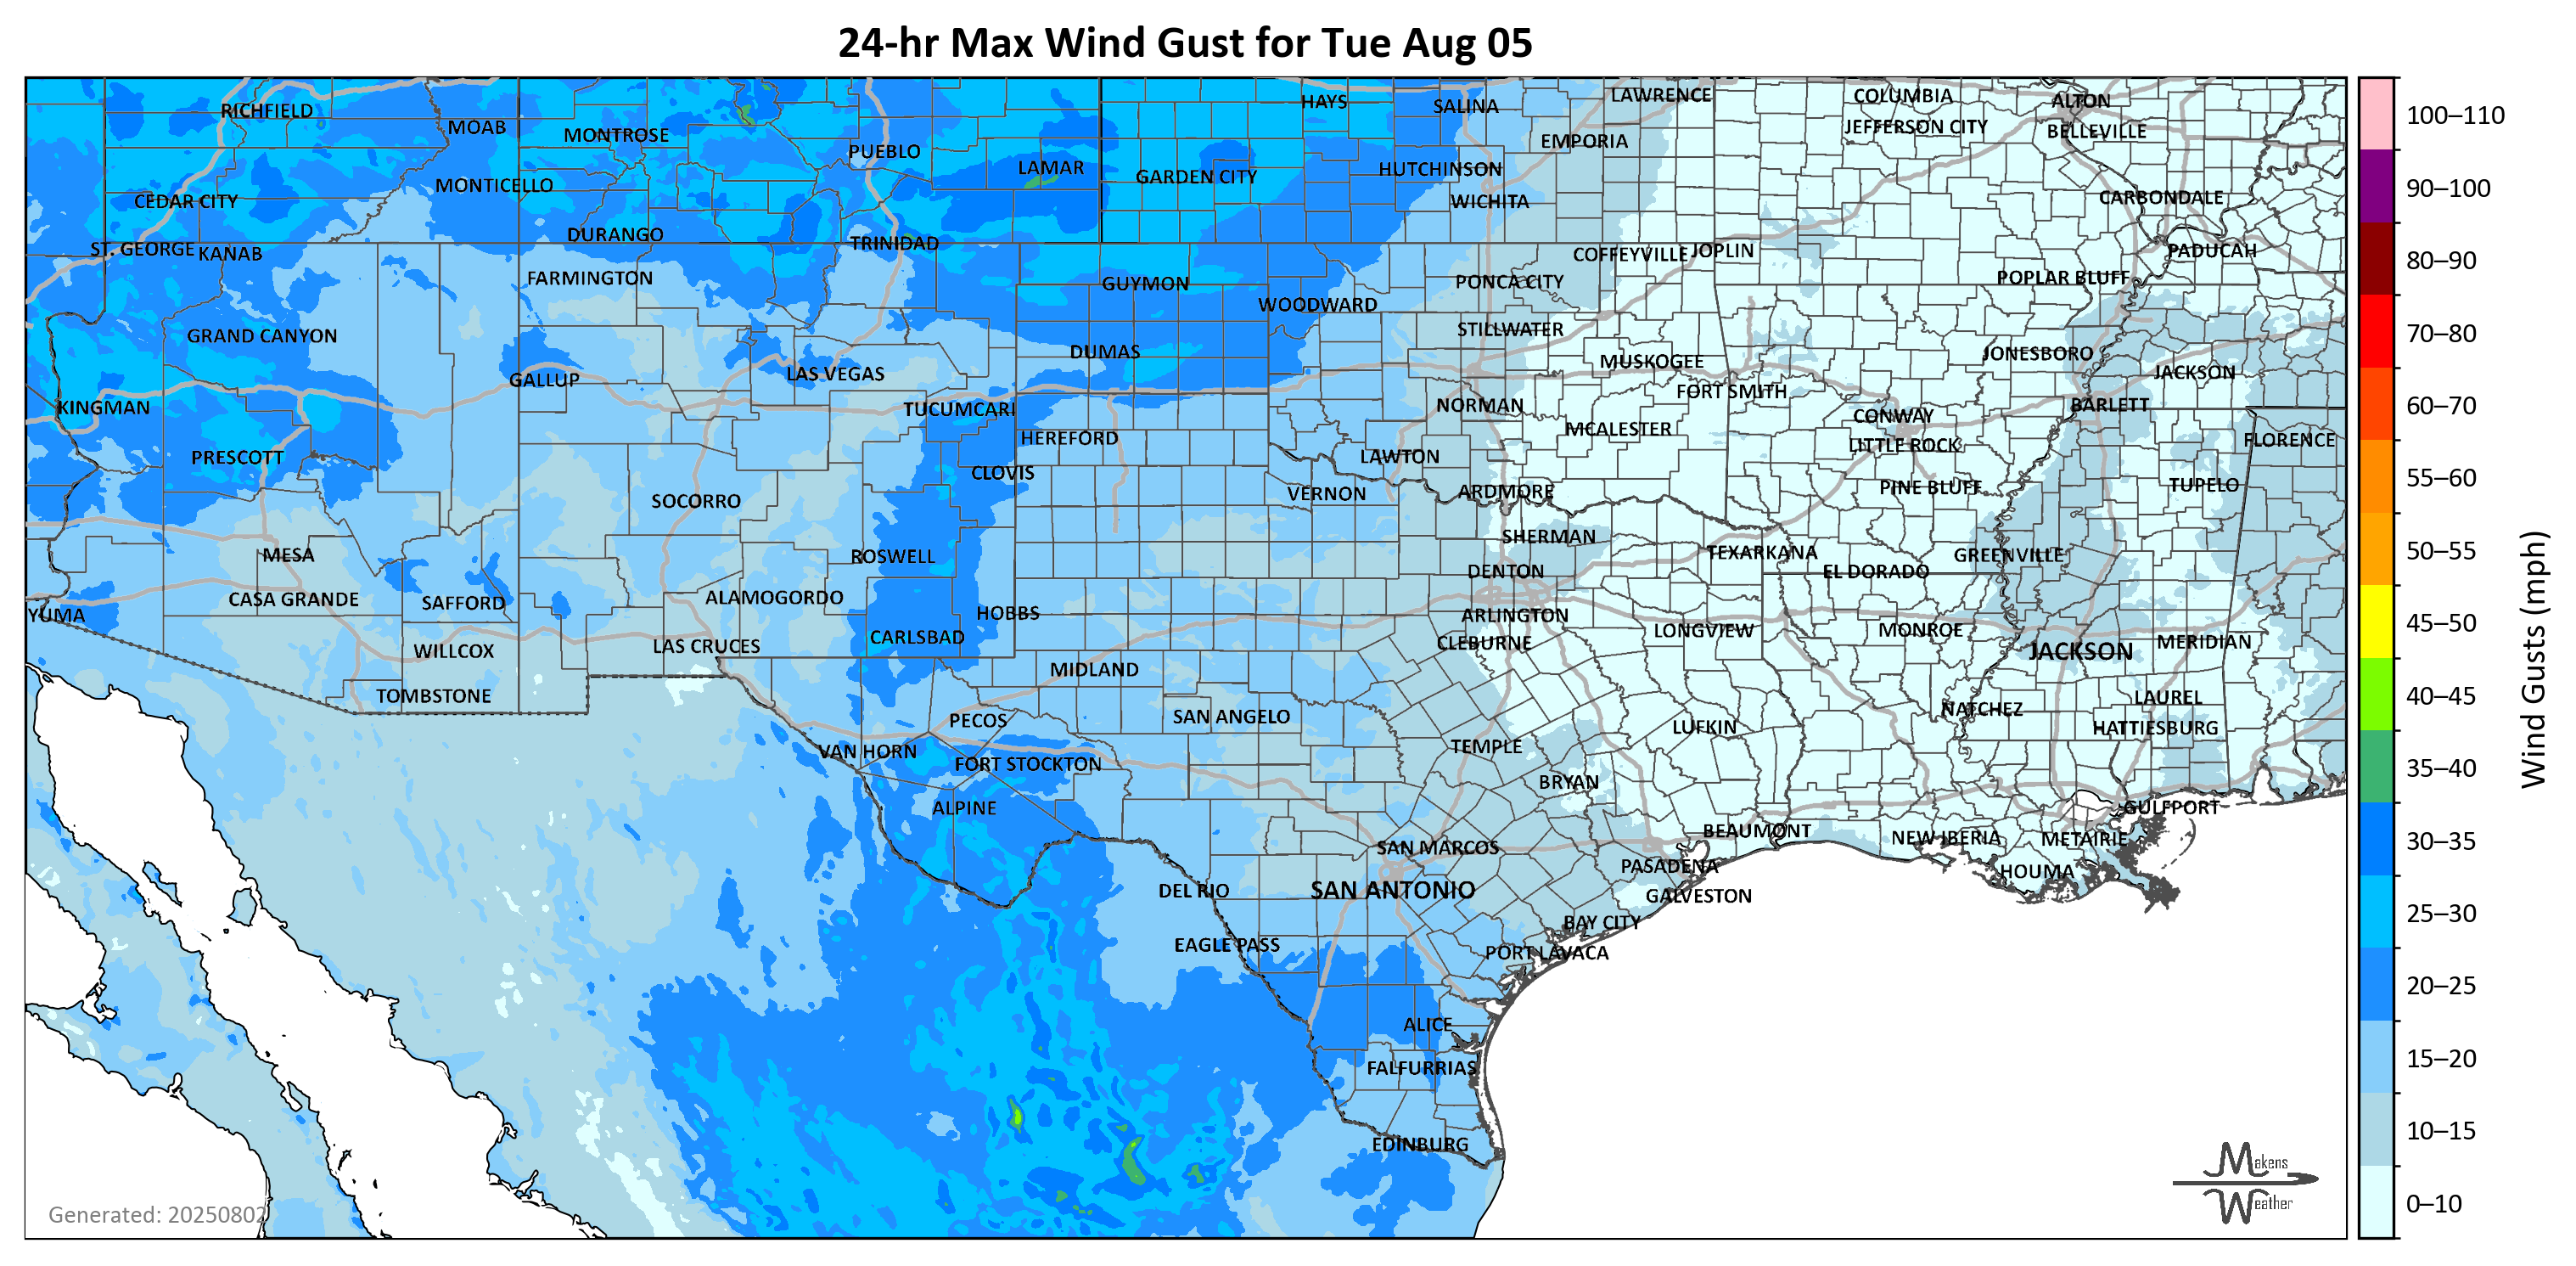 24-hr Max Wind Gust for Tue Aug 05
RICHFIELD
MOAB
MONTROSE
PUEBLO
LAMAR
HAYS
SALINA
LAWRENCE
COLUMBIA
ALTON
EMPORIA
JEFFERSON CITY
BELLEVILLE
MONTICELLO
GARDEN CITY
HUTCHINSON
CEDAR CITY
WICHITA
CARBONDALE
DURANGO
TRINIDAD
ST. GEORGE
KANAB
COFFEYVILLE
JOPLIN
PADUCAH
FARMINGTON
GUYMON
PONCA CITY
POPLAR BLUFF
WOODWARD
GRAND CANYON
STILLWATER
DUMAS
MUSKOGEE
JONESBORO
GALLUP
LAS VEGAS
JACKSON
FORT SMITH
KINGMAN
TUCUMCARI
NORMAN
CONWAY
BARLETT
HEREFORD
MCALESTER
LITTLE ROCK
FLORENCE
PRESCOTT
CLOVIS
LAWTON
SOCORRO
VERNON
ARDMORE
PINE BLUFF
TUPELO
MESA
ROSWELL
SHERMAN
TEXARKANA
GREENVILLE
DENTON
EL DORADO
CASA GRANDE
SAFFORD
ALAMOGORDO
YUMA
HOBBS
ARLINGTON
CARLSBAD
CLEBURNE
LONGVIEW
MONROE
WILLCOX
LAS CRUCES
JACKSON
MERIDIAN
MIDLAND
TOMBSTONE
LAUREL
PECOS
SAN ANGELO
NATCHEZ
LUFKIN
HATTIESBURG
VAN HORN
TEMPLE
FORT STOCKTON
BRYAN
ALPINE
GULFPORT
BEAUMONT
NEW IBERIA
METAIRIE
SAN MARCOS
PASADENA
HOUMA
DEL RIO
SAN ANTONIO
GALVESTON
BAY CITY
EAGLE PASS
PORT LAVACA
ALICE
FALFURRIAS
EDINBURG
Generated: 20250802
Makens
Weather
100–110
90–100
80–90
70–80
60–70
55–60
50–55
45–50
40–45
35–40
30–35
25–30
20–25
15–20
10–15
0–10
Wind Gusts (mph)